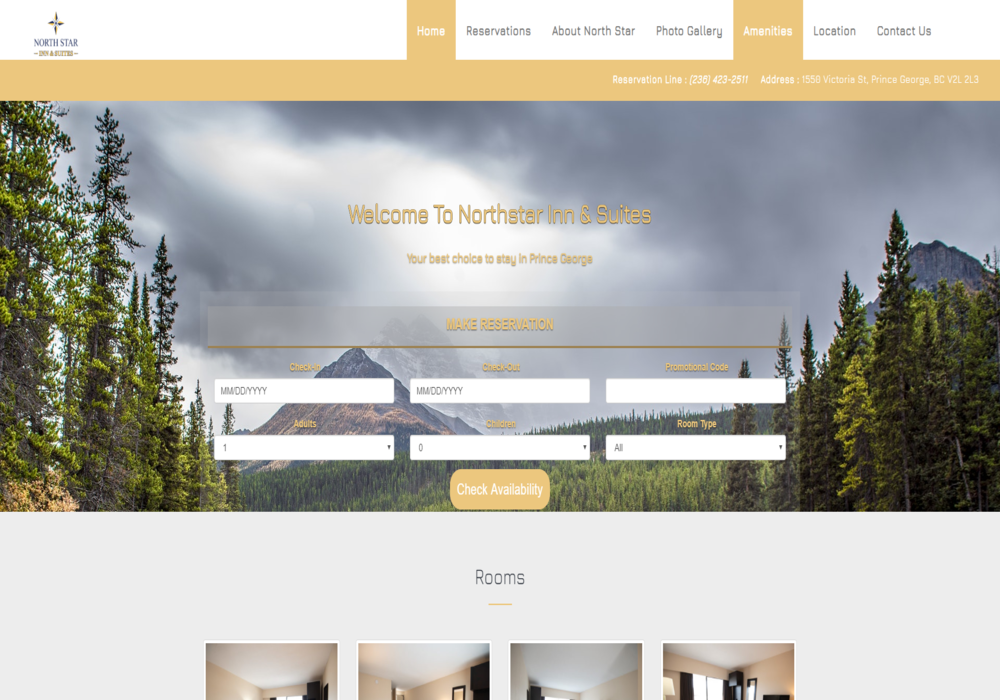 NORTH STAR
INN & SUITES
Home
Reservations
About North Star
Photo Gallery
Amenities
Location
Contact Us
Reservation Line : (236) 423-2511 Address : 1550 Victoria St, Prince George, BC V2L 2L3
Welcome To Northstar Inn & Suites
Your best choice to stay in Prince George
MAKE RESERVATION
Check-In
Check-Out
Promotional Code
MM/DD/YYYY
MM/DD/YYYY
Adults
Children
Room Type
1
0
All
Check Availability
Rooms